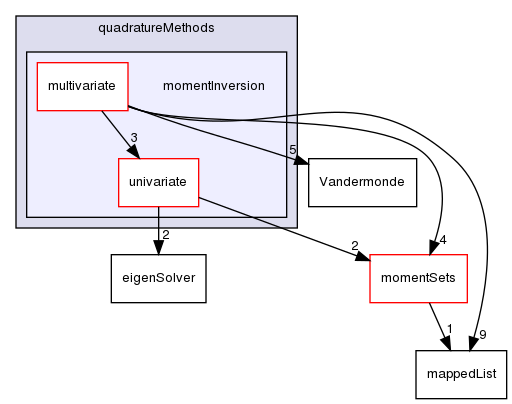 quadratureMethods
multivariate
momentInversion
3
5
univariate
Vandermonde
2
2
4
eigenSolver
momentSets
1
9
mappedList